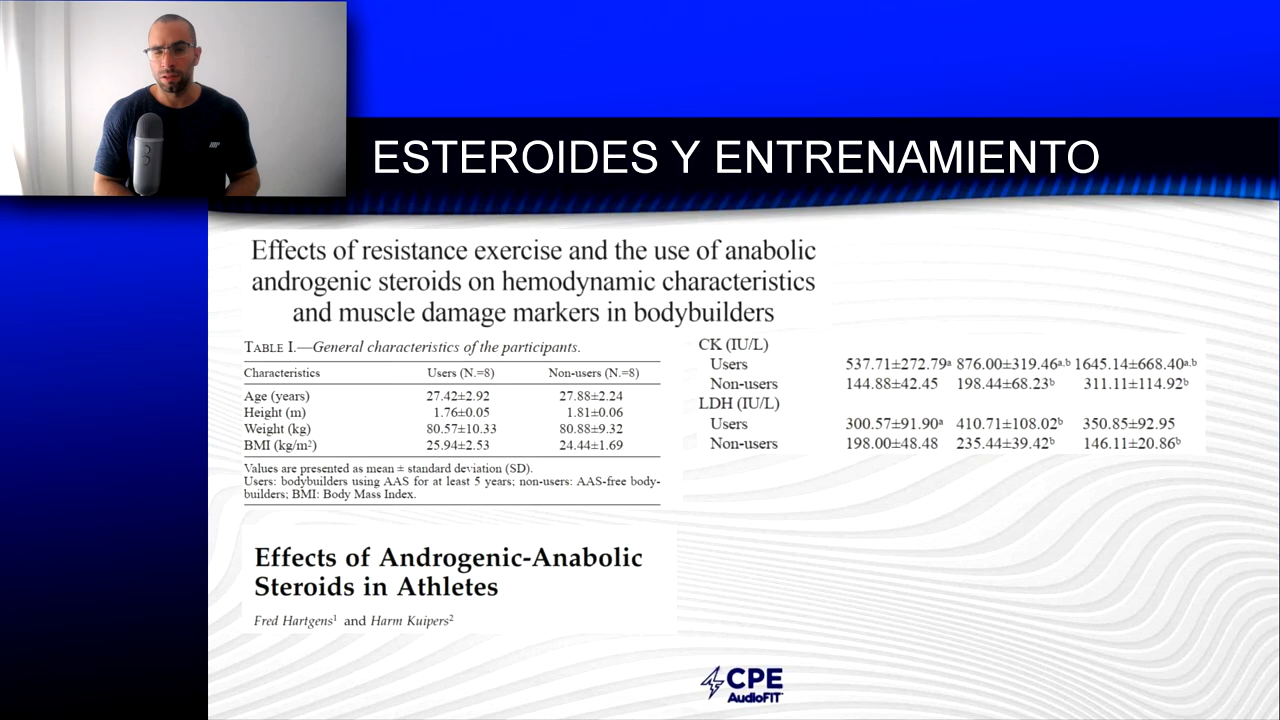 ESTEROIDES Y ENTRENAMIENTO
Effects of resistance exercise and the use of anabolic
androgenic steroids on hemodynamic characteristics
and muscle damage markers in bodybuilders
TABLE I.—General characteristics of the participants.
Characteristics Users (N.=8) Non-users (N.=8)
Age (years) 27.42±2.92 27.88±2.24
Height (m) 1.76±0.05 1.81±0.06
Weight (kg) 80.57±10.33 80.88±9.32
BMI (kg/m²) 25.94±2.53 24.44±1.69
Values are presented as mean ± standard deviation (SD).
Users: bodybuilders using AAS for at least 5 years; non-users: AAS-free body-
builders; BMI: Body Mass Index.
CK (IU/L)
Users 537.71±272.79ᵃ 876.00±319.46ᵃ·ᵇ 1645.14±668.40ᵃ·ᵇ
Non-users 144.88±42.45 198.44±68.23ᵇ 311.11±114.92ᵇ
LDH (IU/L)
Users 300.57±91.90ᵃ 410.71±108.02ᵇ 350.85±92.95
Non-users 198.00±48.48 235.44±39.42ᵇ 146.11±20.86ᵇ
Effects of Androgenic-Anabolic
Steroids in Athletes
Fred Hartgens¹ and Harm Kuipers²
CPE
AudioFIT